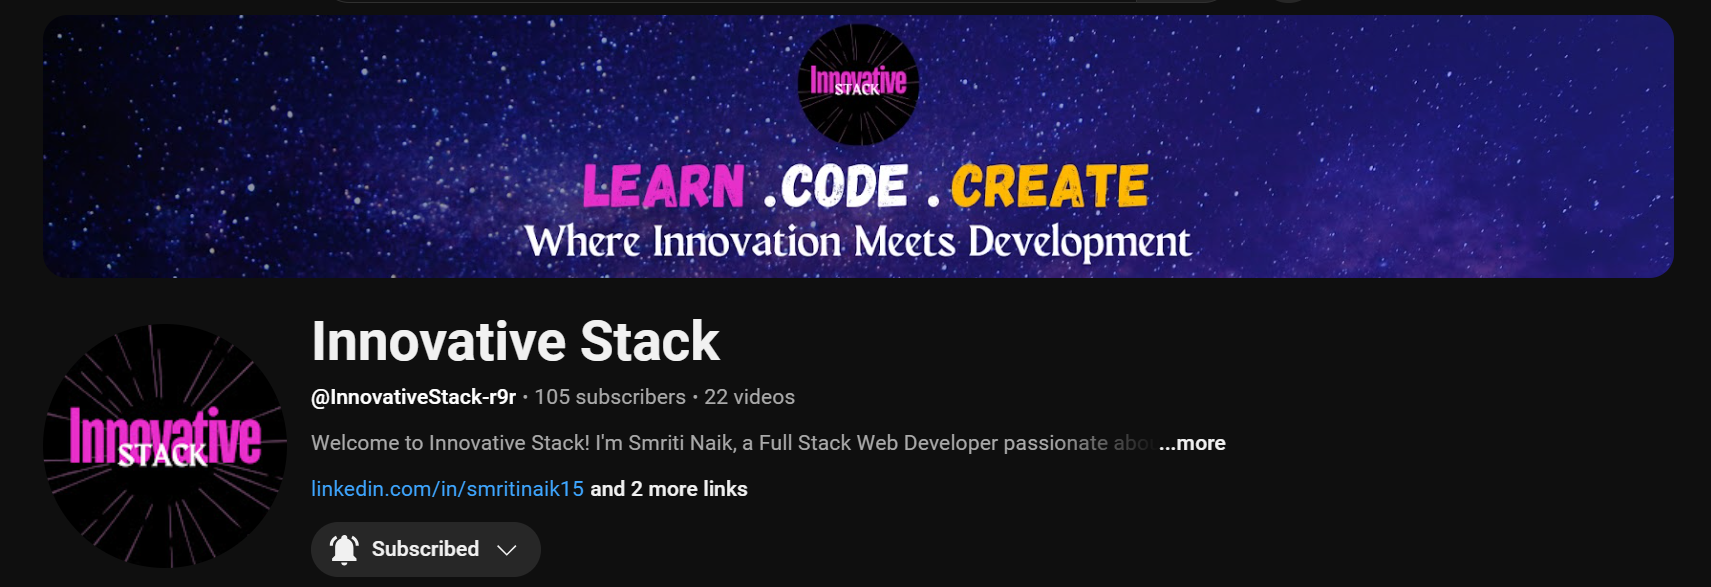 Innovative
STACK
LEARN .CODE . CREATE
Where Innovation Meets Development
Innovative Stack
@InnovativeStack-r9r • 105 subscribers • 22 videos
Welcome to Innovative Stack! I'm Smriti Naik, a Full Stack Web Developer passionate abo ...more
linkedin.com/in/smritinaik15 and 2 more links
Innovative
STACK
Subscribed